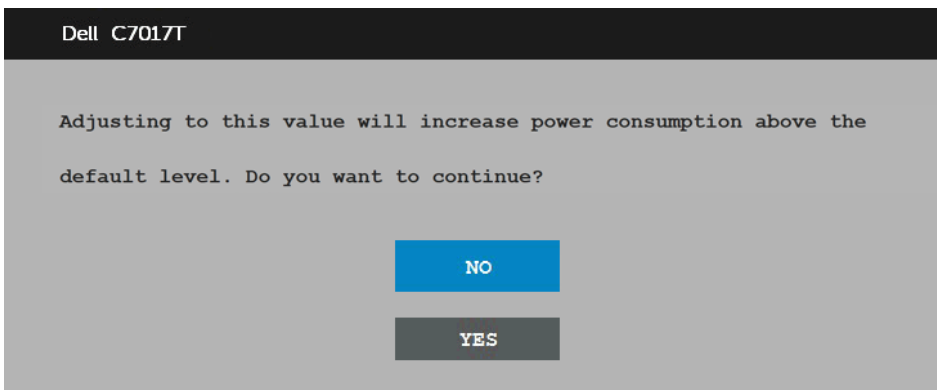 Dell C7017T
Adjusting to this value will increase power consumption above the
default level. Do you want to continue?
NO
YES